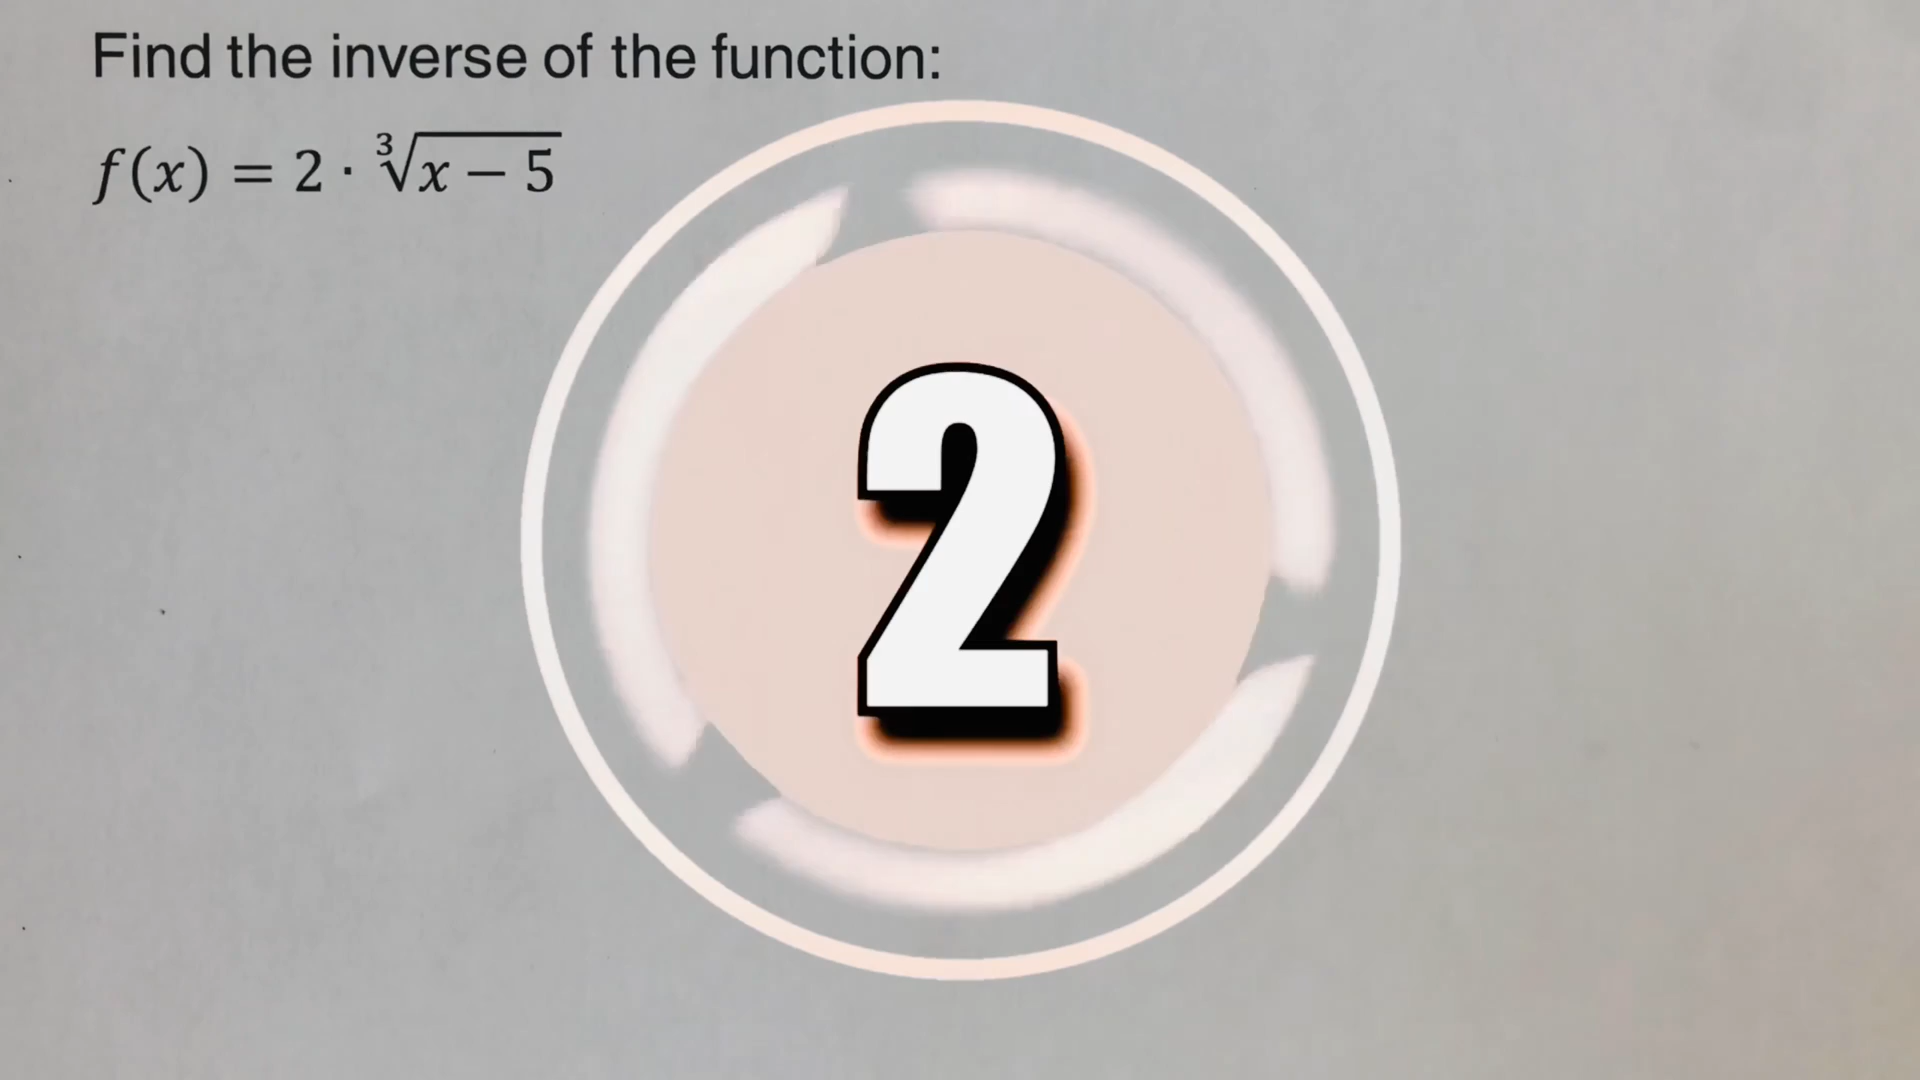 Find the inverse of the function:
f(x) = 2 · ∛(x − 5)
2